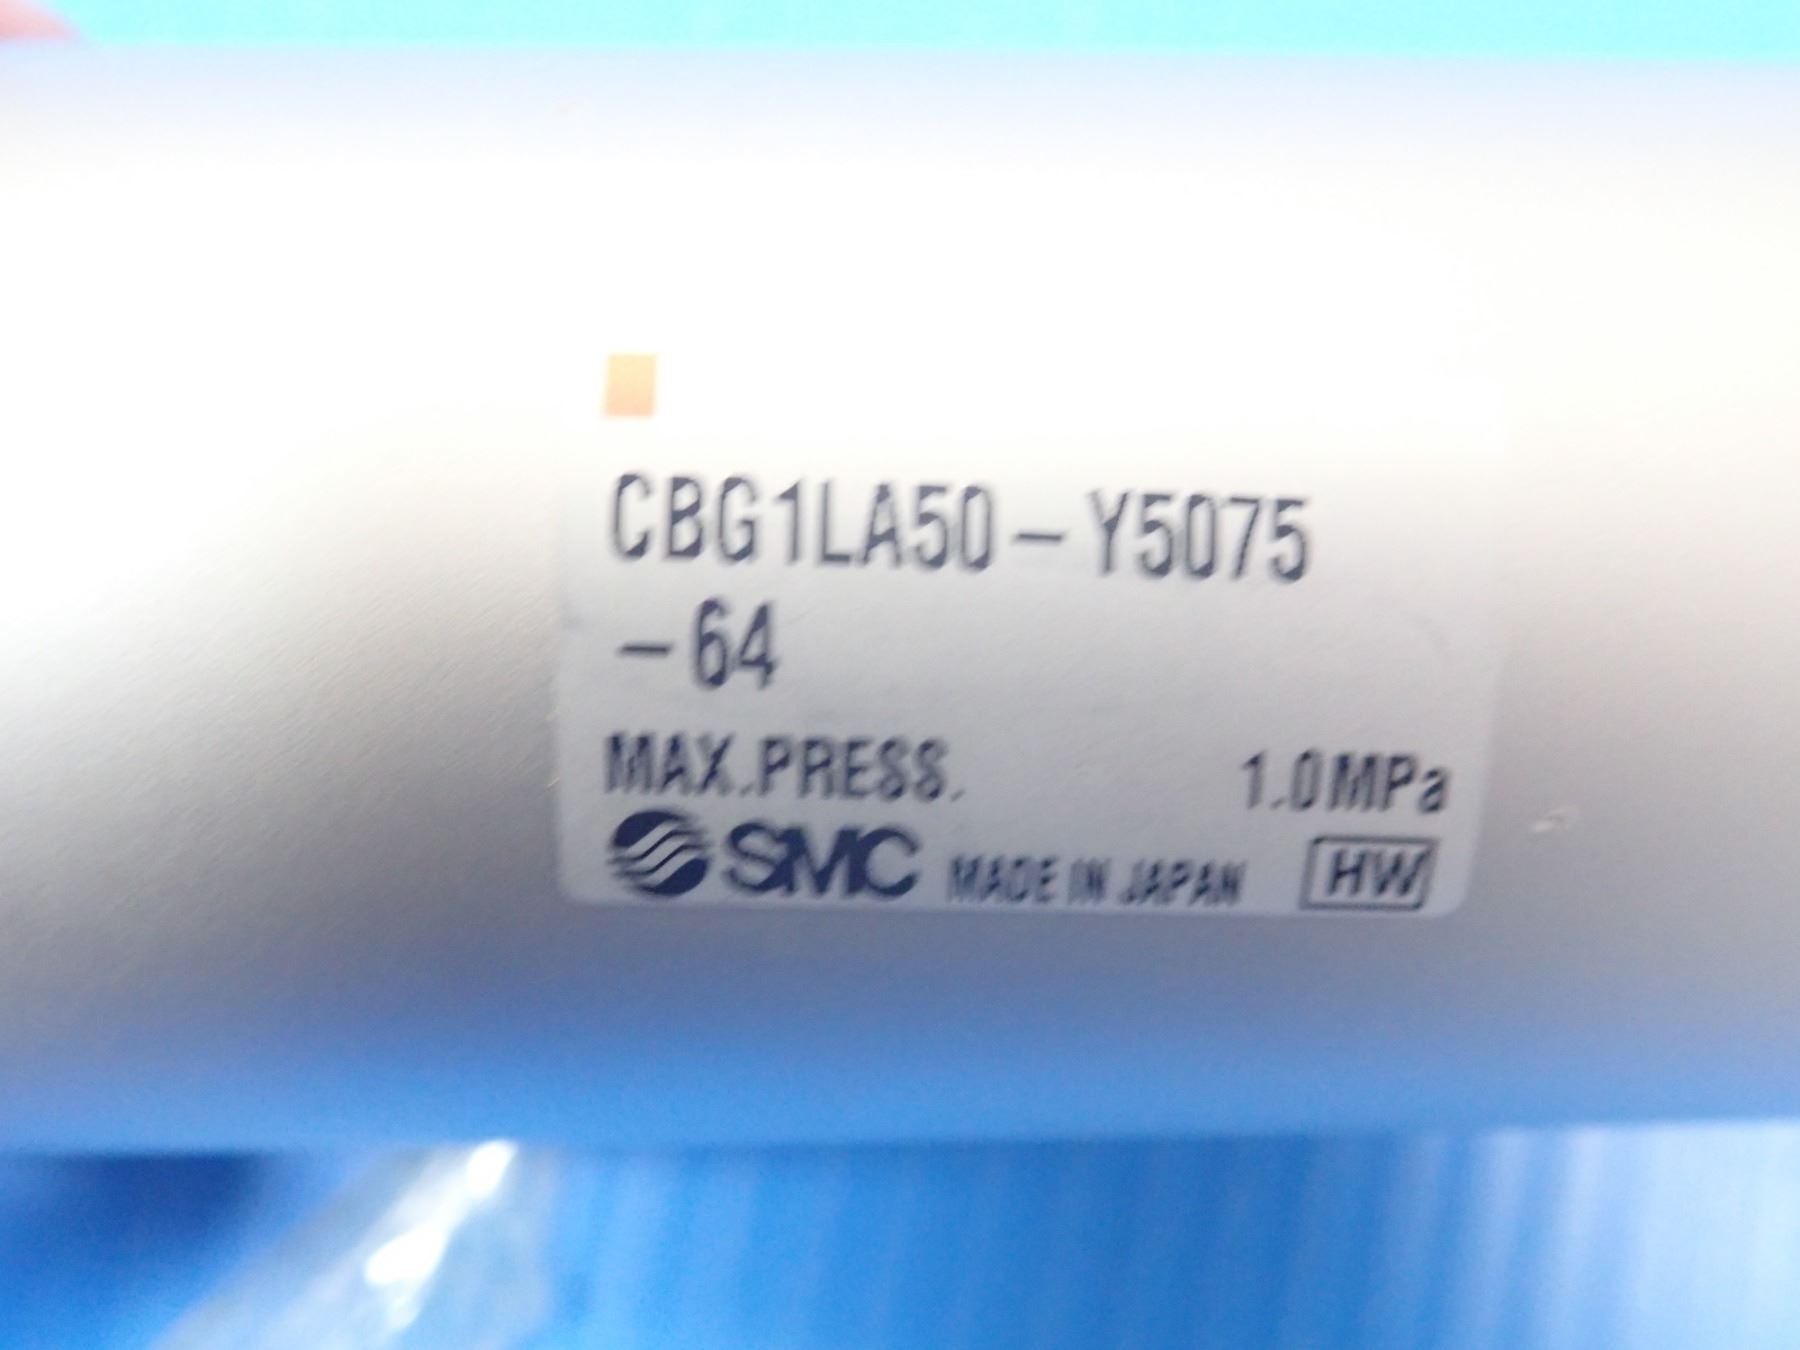 CBG1LA50-Y5075
-64
MAX.PRESS. 1.0MPa
SMC MADE IN JAPAN HW